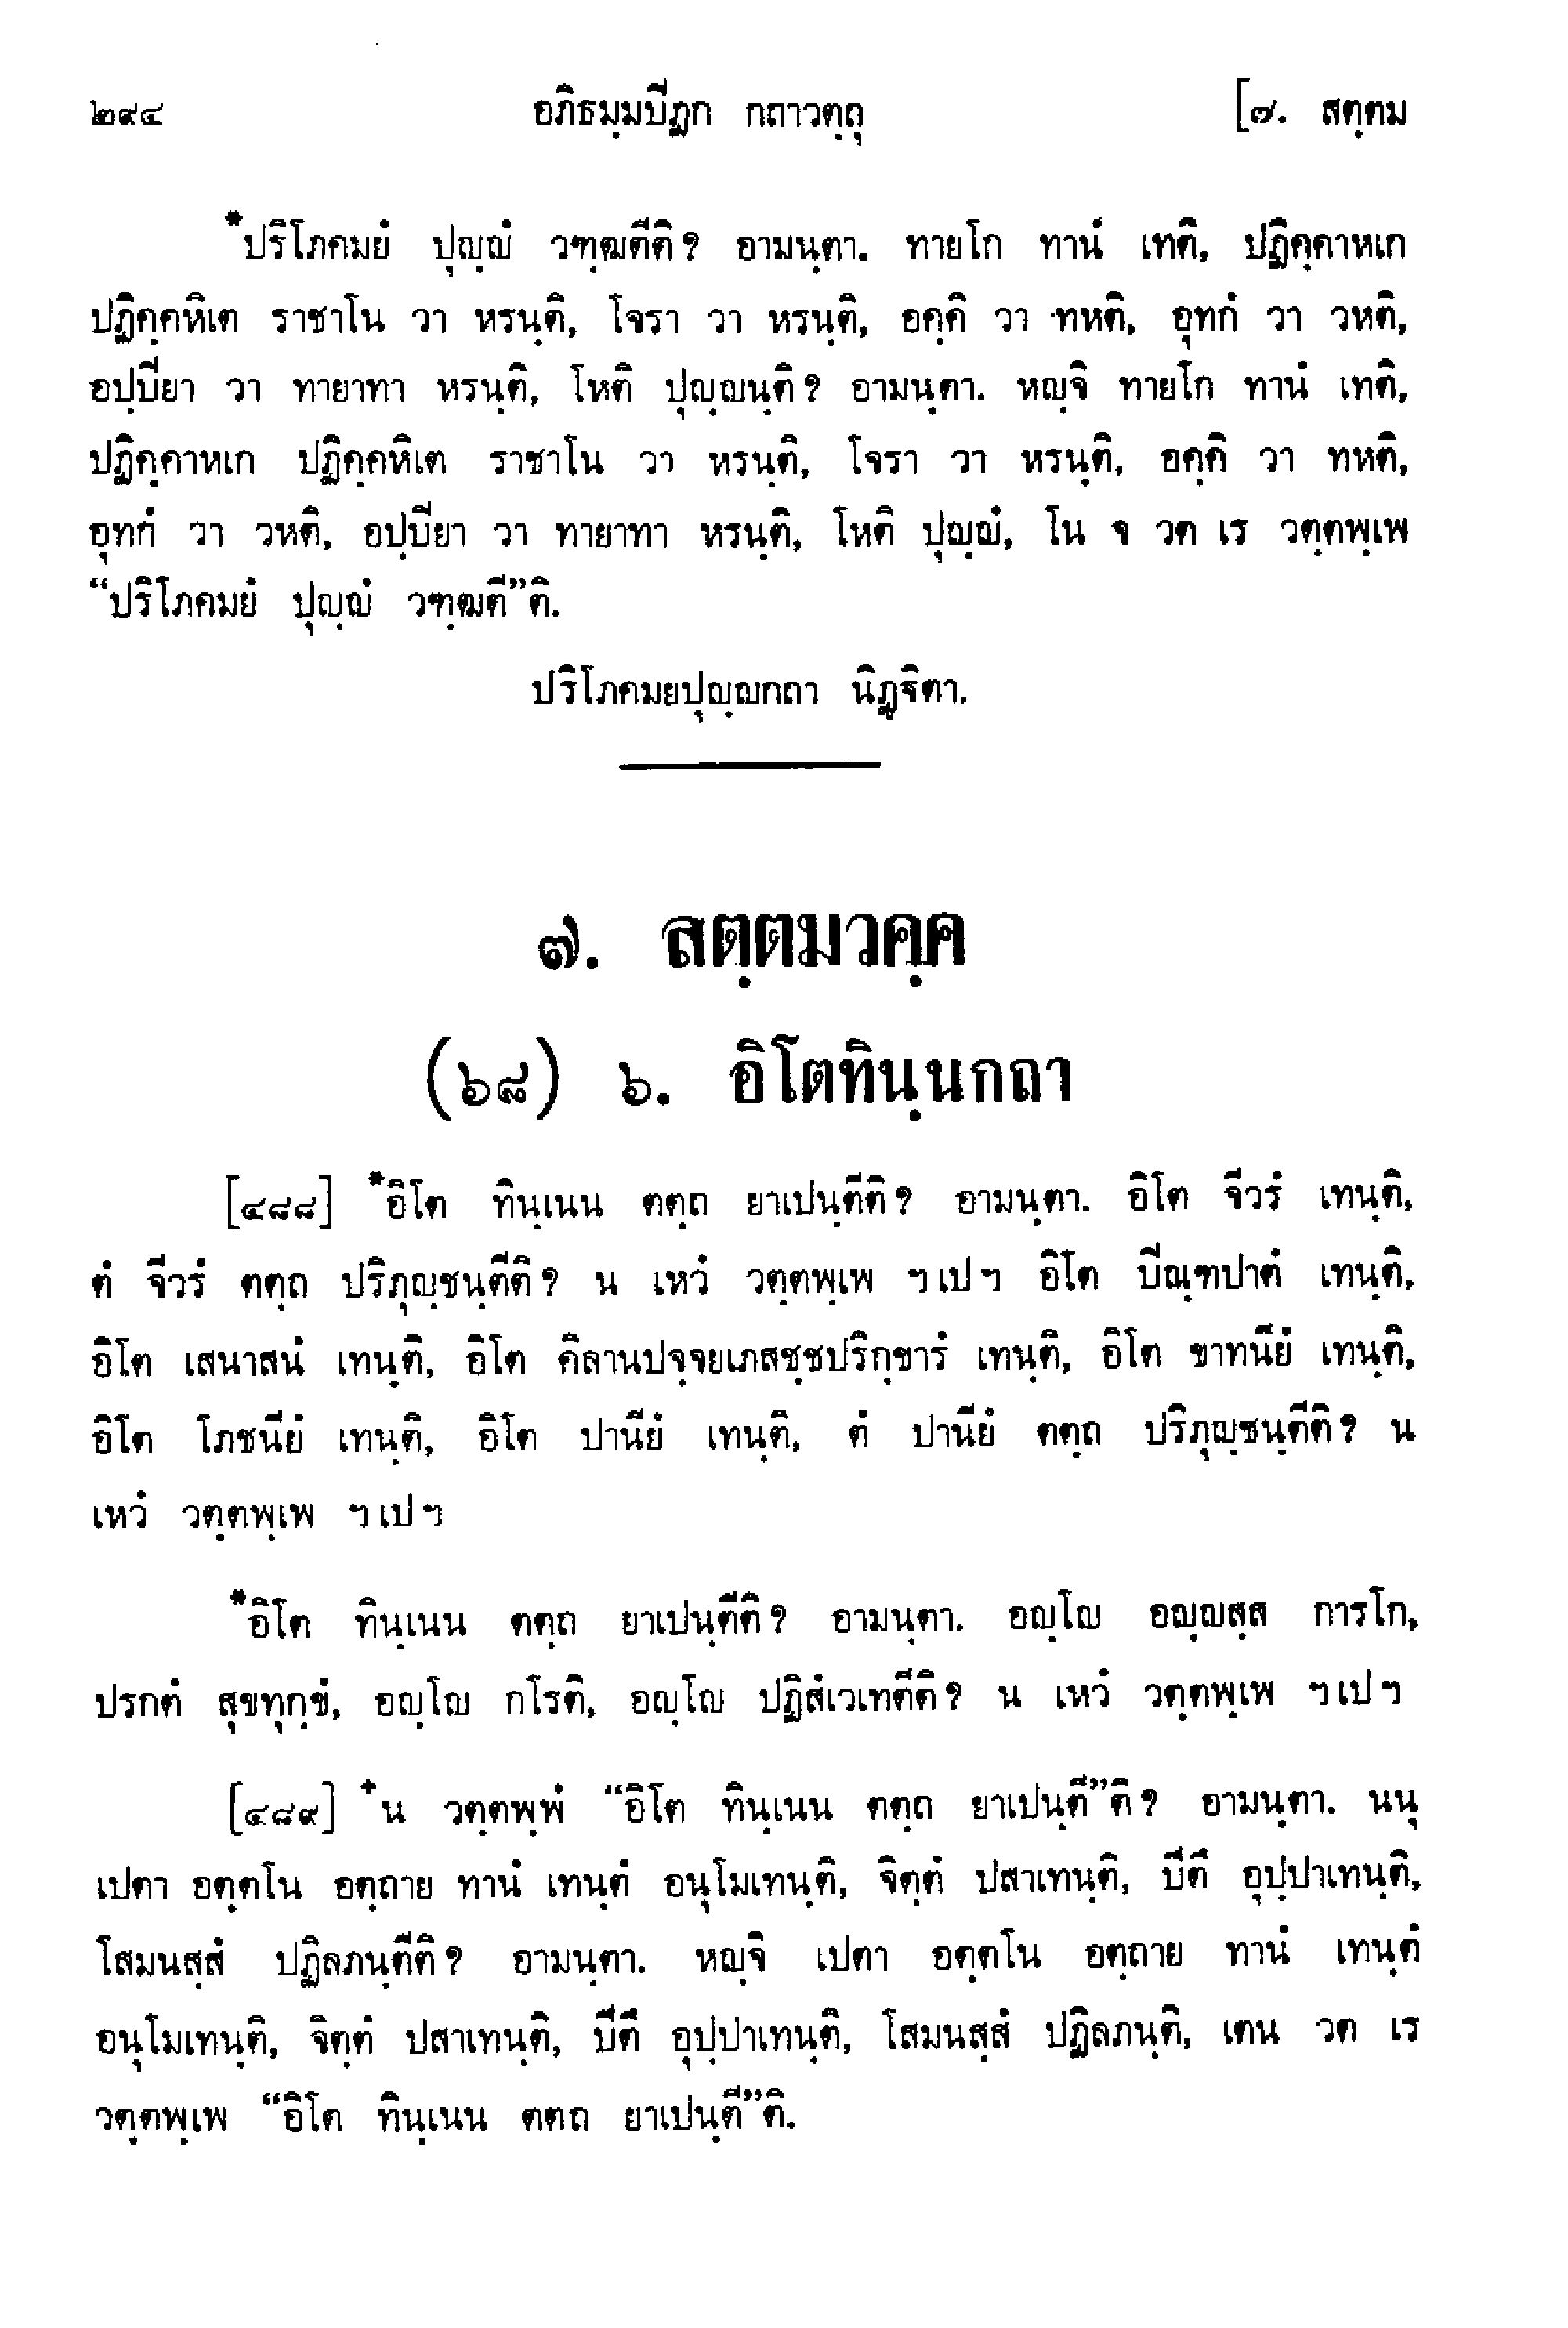 ๒๙๔ อภิธมฺมปีฏก กถาวตฺถุ [๗. สตฺตม
*ปริโภคมยํ ปุญฺญํ วฑฺฒตีติ? อามนฺตา. ทายโก ทานํ เทติ, ปฏิคฺคาหเก
ปฏิคฺคหิเต ราชาโน วา หรนฺติ, โจรา วา หรนฺติ, อคฺคิ วา ทหติ, อุทกํ วา วหติ,
อปฺปียา วา ทายาทา หรนฺติ, โหติ ปุญฺญนฺติ? อามนฺตา. หญฺจิ ทายโก ทานํ เทติ,
ปฏิคฺคาหเก ปฏิคฺคหิเต ราชาโน วา หรนฺติ, โจรา วา หรนฺติ, อคฺคิ วา ทหติ,
อุทกํ วา วหติ, อปฺปียา วา ทายาทา หรนฺติ, โหติ ปุญฺญํ, โน จ วต เร วตฺตพฺเพ
“ปริโภคมยํ ปุญฺญํ วฑฺฒตี”ติ.
ปริโภคมยปุญฺญกถา นิฏฺฐิตา.
๗. สตฺตมวคฺค
(๖๘) ๖. อิโตทินฺนกถา
[๔๘๘] *อิโต ทินฺเนน ตตฺถ ยาเปนฺตีติ? อามนฺตา. อิโต จีวรํ เทนฺติ,
ตํ จีวรํ ตตฺถ ปริภุญฺชนฺตีติ? น เหวํ วตฺตพฺเพ ฯเปฯ อิโต ปีณฺฑปาตํ เทนฺติ,
อิโต เสนาสนํ เทนฺติ, อิโต คิลานปจฺจยเภสชฺชปริกฺขารํ เทนฺติ, อิโต ขาทนียํ เทนฺติ,
อิโต โภชนียํ เทนฺติ, อิโต ปานียํ เทนฺติ, ตํ ปานียํ ตตฺถ ปริภุญฺชนฺตีติ? น
เหวํ วตฺตพฺเพ ฯเปฯ
*อิโต ทินฺเนน ตตฺถ ยาเปนฺตีติ? อามนฺตา. อญฺโญ อญฺญสฺส การโก,
ปรกตํ สุขทุกฺขํ, อญฺโญ กโรติ, อญฺโญ ปฏิสํเวเทตีติ? น เหวํ วตฺตพฺเพ ฯเปฯ
[๔๘๙] +น วตฺตพฺพํ “อิโต ทินฺเนน ตตฺถ ยาเปนฺตี”ติ? อามนฺตา. นนุ
เปตา อตฺตโน อตฺถาย ทานํ เทนฺตํ อนุโมเทนฺติ, จิตฺตํ ปสาเทนฺติ, ปีตึ อุปฺปาเทนฺติ,
โสมนสฺสํ ปฏิลภนฺตีติ? อามนฺตา. หญฺจิ เปตา อตฺตโน อตฺถาย ทานํ เทนฺตํ
อนุโมเทนฺติ, จิตฺตํ ปสาเทนฺติ, ปีตึ อุปฺปาเทนฺติ, โสมนสฺสํ ปฏิลภนฺติ, เตน วต เร
วตฺตพฺเพ “อิโต ทินฺเนน ตตถ ยาเปนฺตี”ติ.